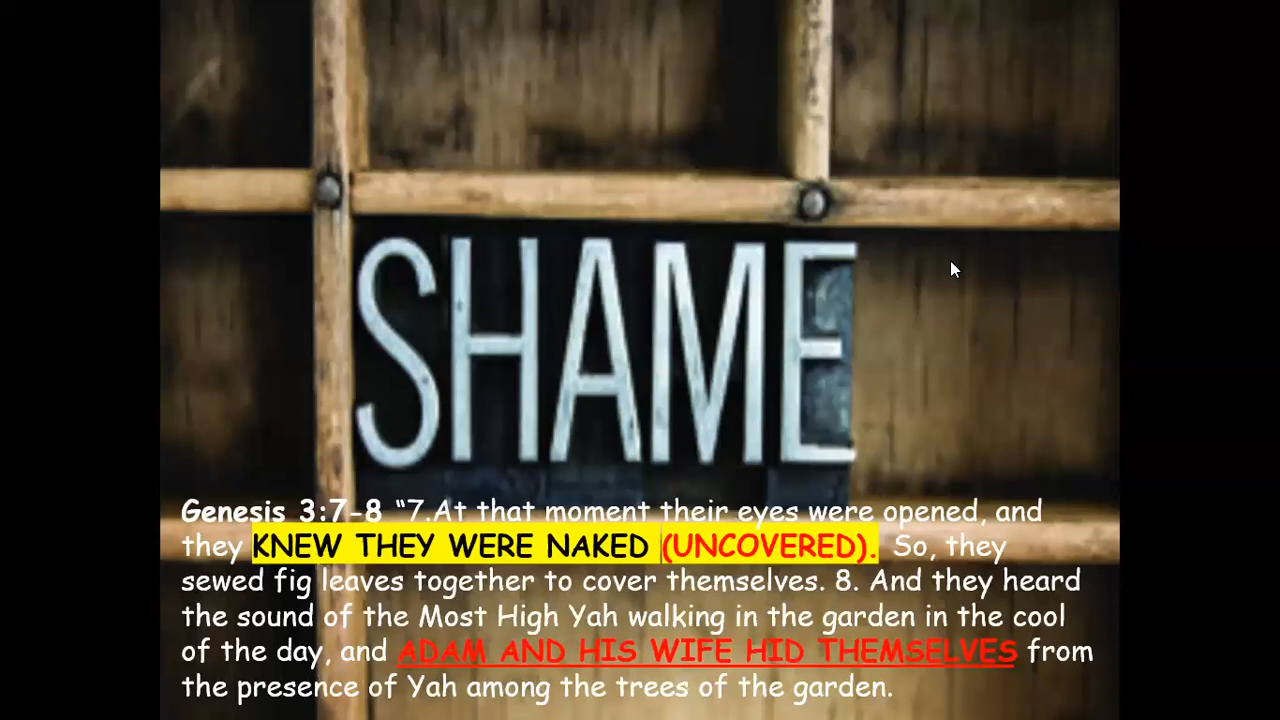 SHAME
Genesis 3:7-8 “7.At that moment their eyes were opened, and
they KNEW THEY WERE NAKED (UNCOVERED). So, they
sewed fig leaves together to cover themselves. 8. And they heard
the sound of the Most High Yah walking in the garden in the cool
of the day, and ADAM AND HIS WIFE HID THEMSELVES from
the presence of Yah among the trees of the garden.